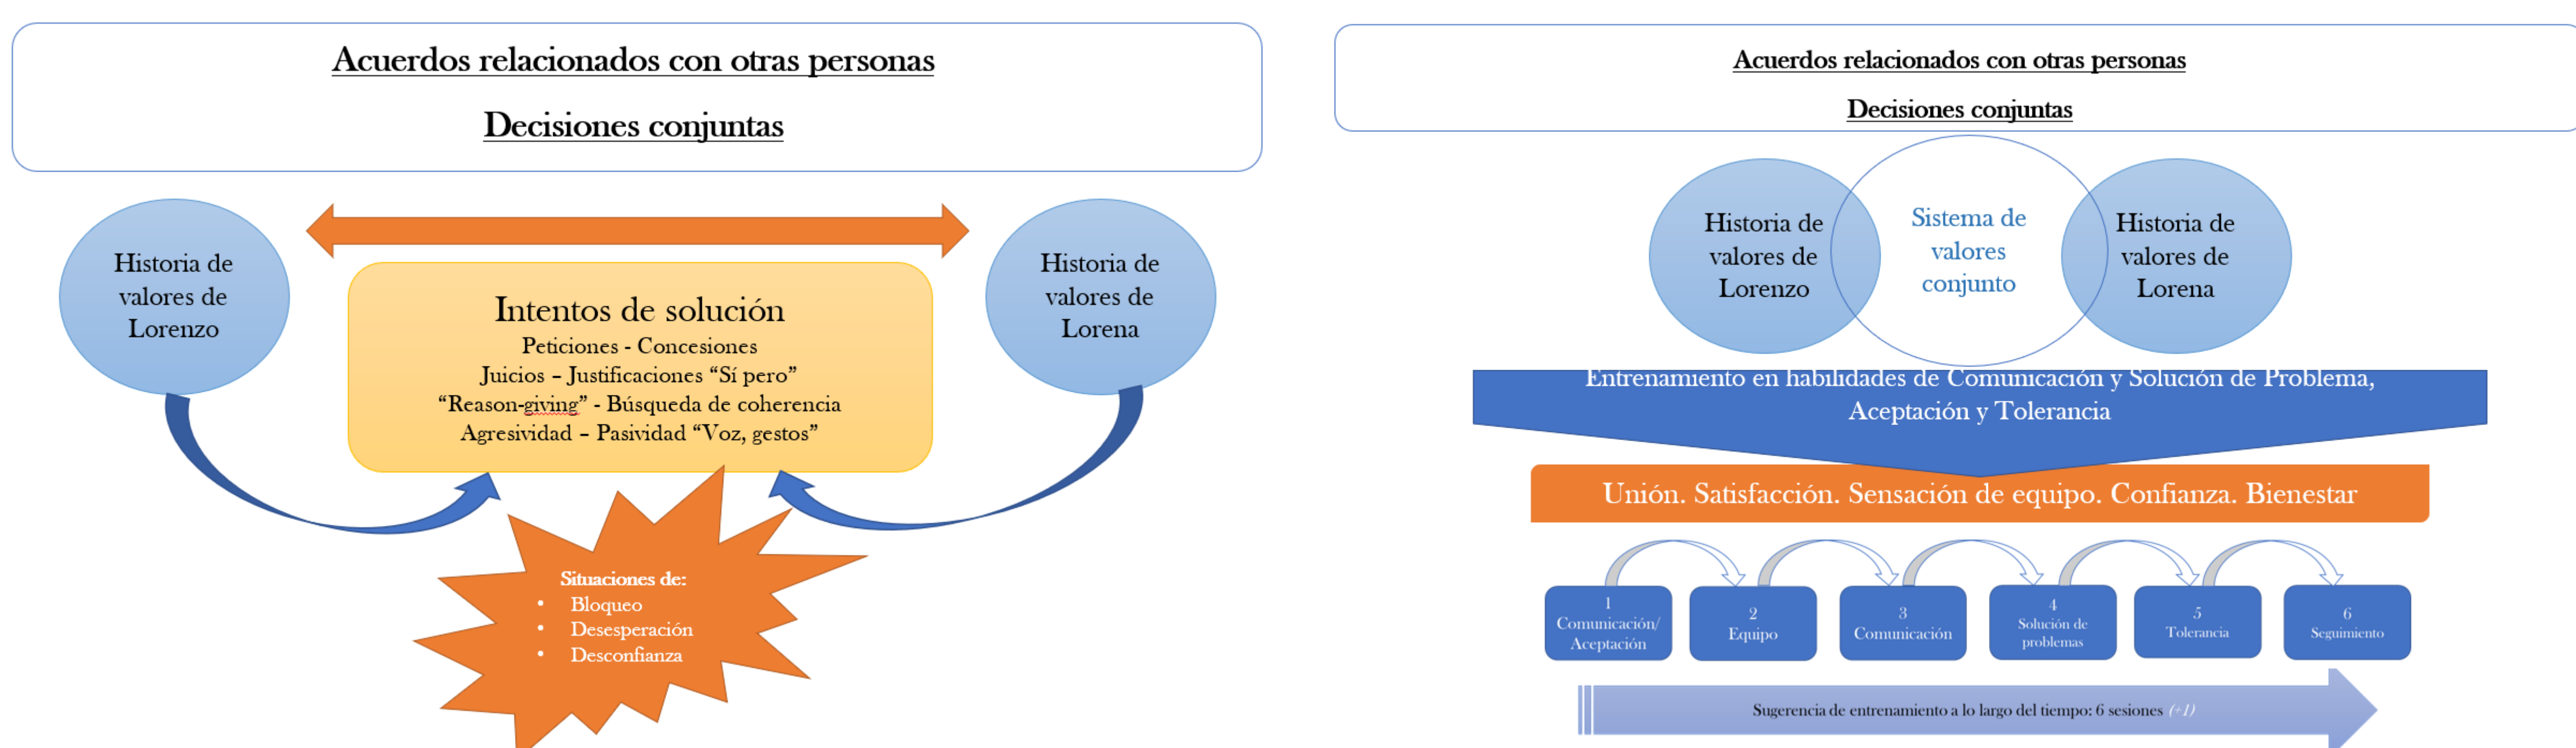 Acuerdos relacionados con otras personas
Decisiones conjuntas
Historia de
valores de
Lorenzo
Intentos de solución
Peticiones - Concesiones
Juicios – Justificaciones “Sí pero”
“Reason-giving” - Búsqueda de coherencia
Agresividad – Pasividad “Voz, gestos”
Historia de
valores de
Lorena
Situaciones de:
• Bloqueo
• Desesperación
• Desconfianza
Acuerdos relacionados con otras personas
Decisiones conjuntas
Historia de
valores de
Lorenzo
Sistema de
valores
conjunto
Historia de
valores de
Lorena
Entrenamiento en habilidades de Comunicación y Solución de Problema,
Aceptación y Tolerancia
Unión. Satisfacción. Sensación de equipo. Confianza. Bienestar
1
Comunicación/
Aceptación
2
Equipo
3
Comunicación
4
Solución de
problemas
5
Tolerancia
6
Seguimiento
Sugerencia de entrenamiento a lo largo del tiempo: 6 sesiones (+1)